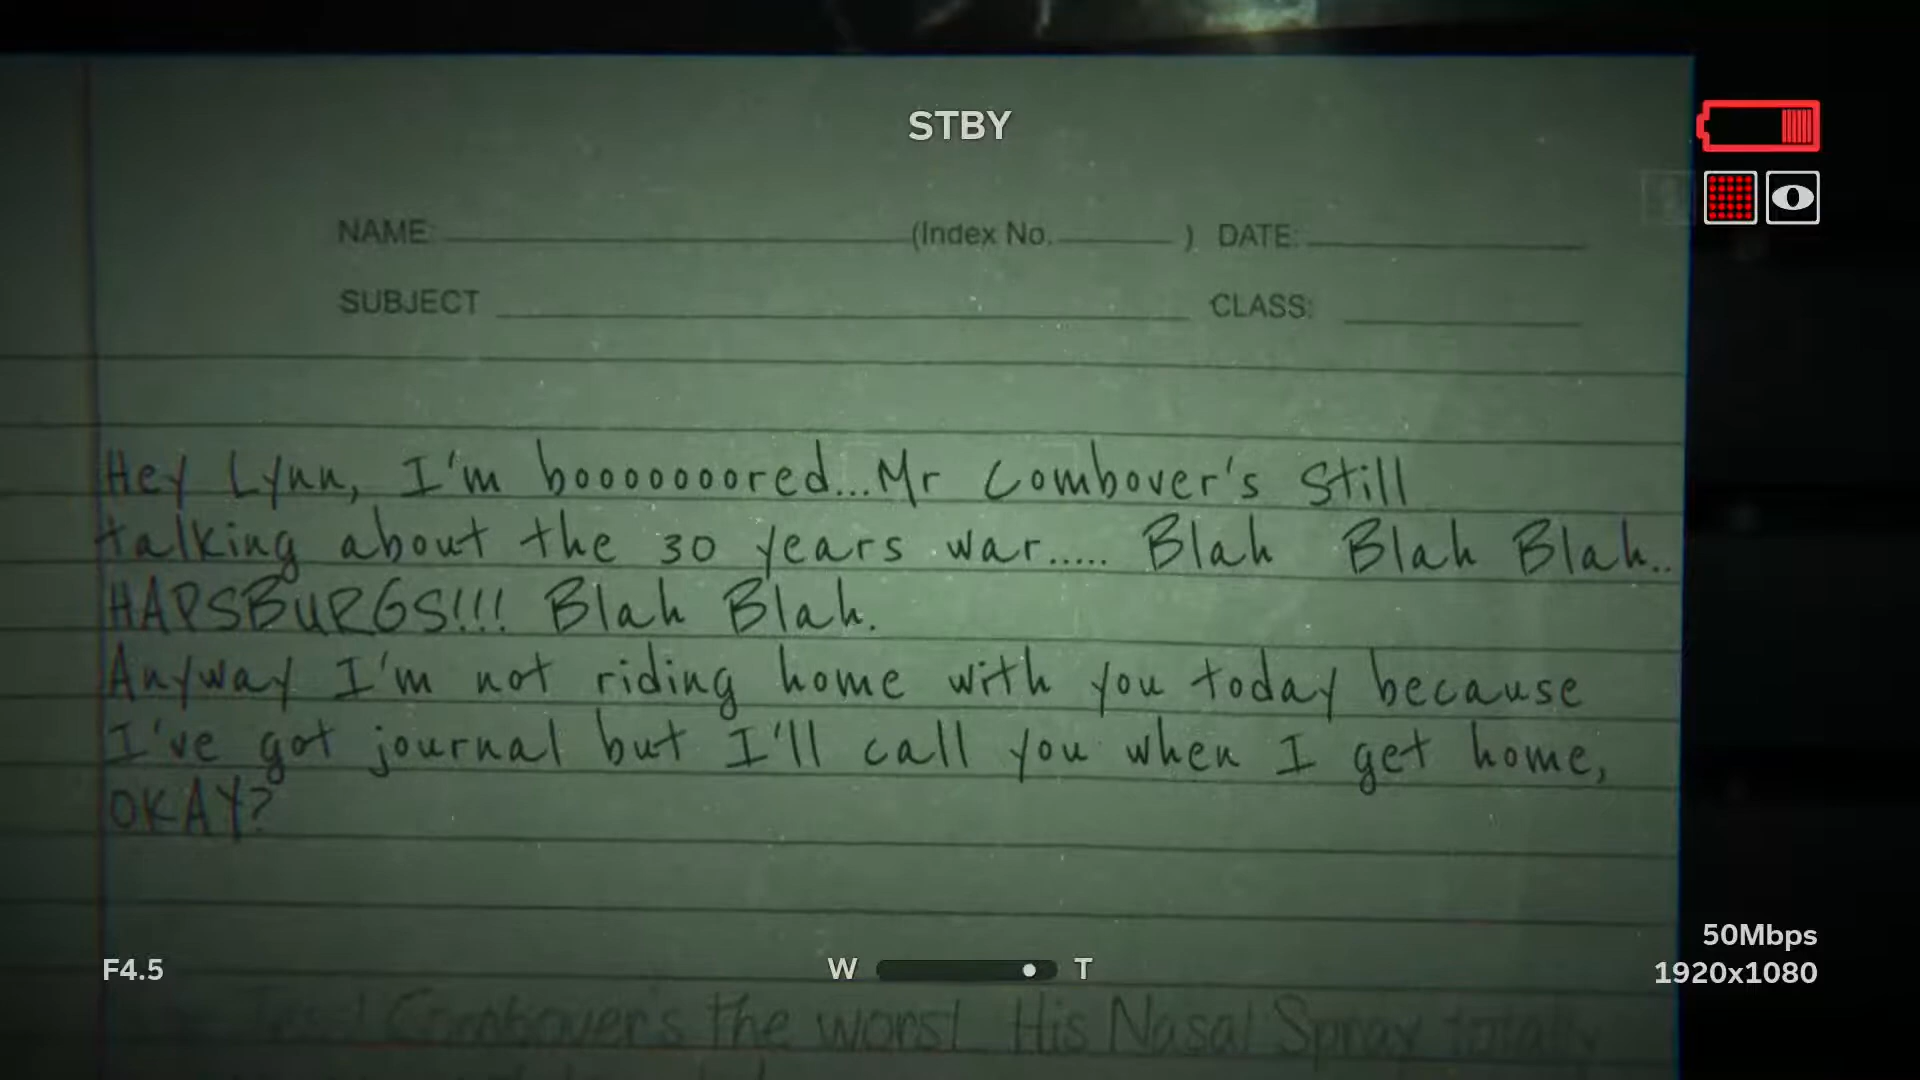 STBY
NAME: (Index No. ) DATE:
SUBJECT CLASS:
Hey Lynn, I'm booooooored...Mr Combover's Still
talking about the 30 years war..... Blah Blah Blah..
HAPSBURGS!!! Blah Blah.
Anyway I'm not riding home with you today because
I've got journal but I'll call you when I get home,
OKAY?
F4.5
W T
50Mbps
1920x1080
Combover's the worst His Nasal Spray totally